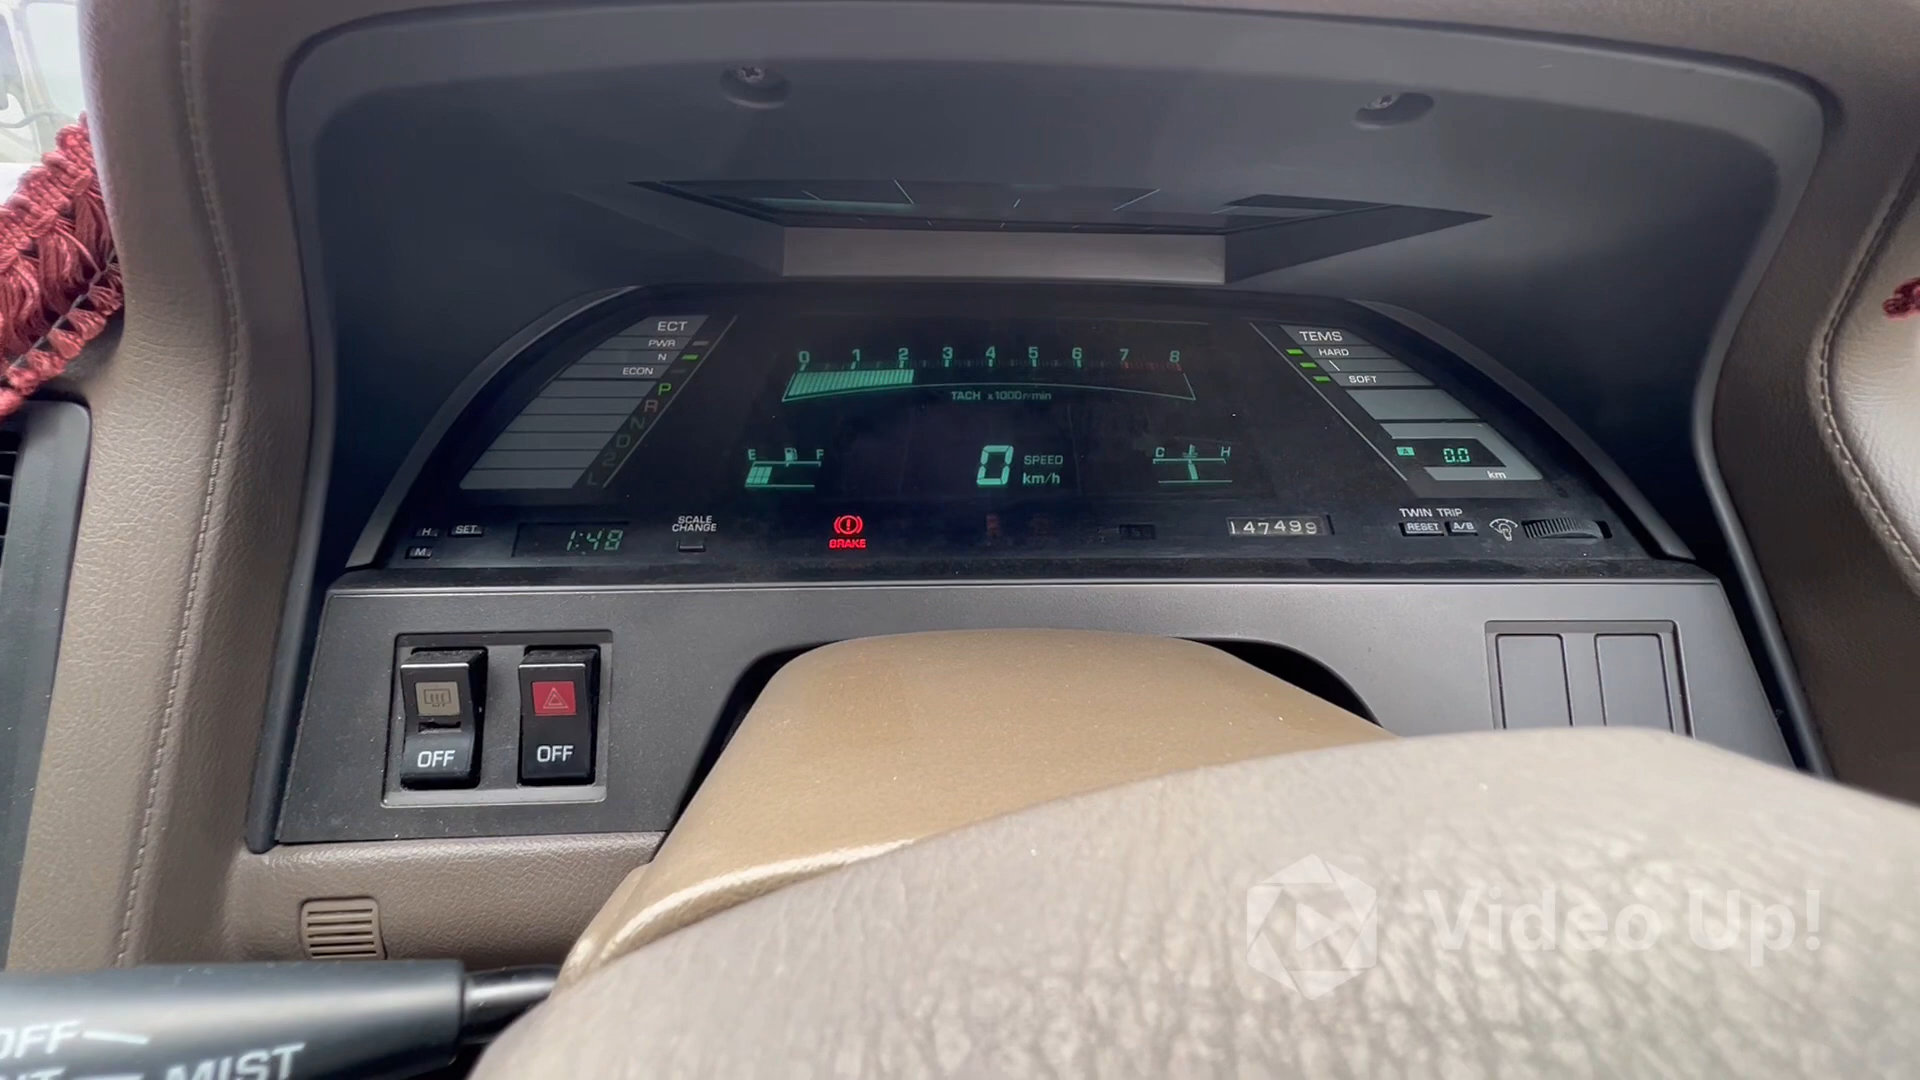 ECT
PWR
N
ECON
P
R
N
D
2
L
0 1 2 3 4 5 6 7 8
TACH x1000r/min
TEMS
HARD
SOFT
E F
0 SPEED
km/h
C H
A 0.0
km
H SET
M
1:48
SCALE
CHANGE
BRAKE
147499
TWIN TRIP
RESET A/B
OFF
OFF
Video Up!
OFF
MIST